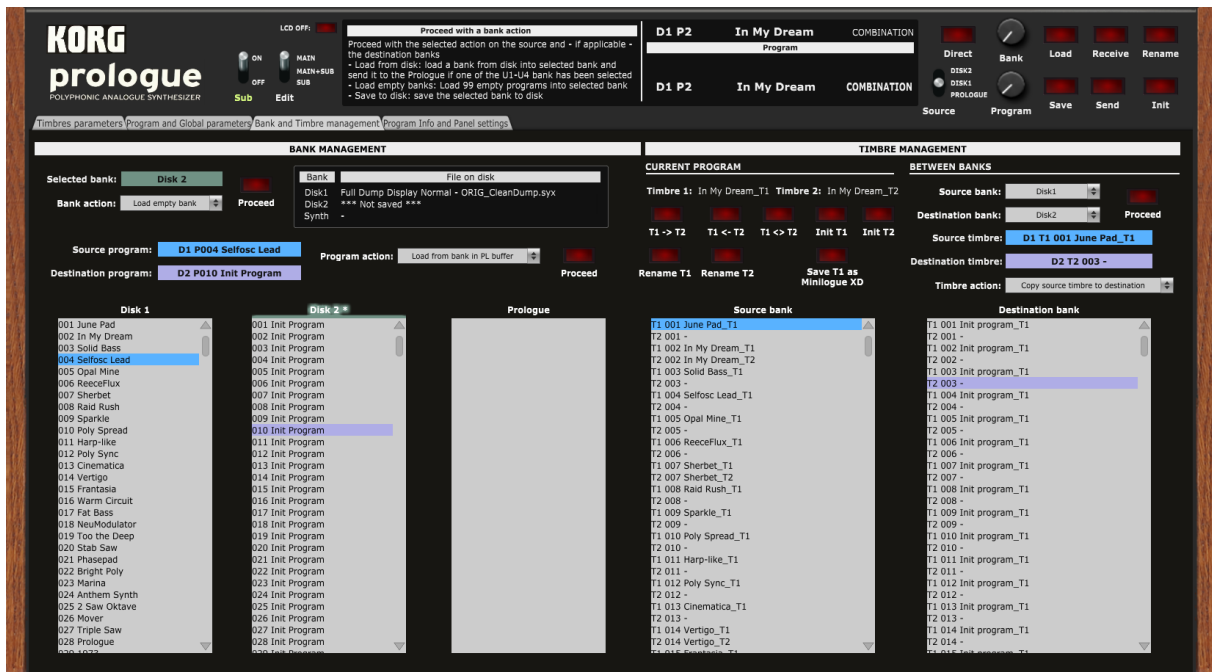 KORG
prologue
POLYPHONIC ANALOGUE SYNTHESIZER
LCD OFF:
ON
OFF
Sub
MAIN
MAIN+SUB
SUB
Edit
Proceed with a bank action
Proceed with the selected action on the source and - if applicable -
the destination banks
- Load from disk: load a bank from disk into selected bank and
send it to the Prologue if one of the U1-U4 bank has been selected
- Load empty banks: Load 99 empty programs into selected bank
- Save to disk: save the selected bank to disk
D1 P2 In My Dream COMBINATION
Program
D1 P2 In My Dream COMBINATION
Direct
Bank
Load
Receive
Rename
DISK2
DISK1
PROLOGUE
Source
Program
Save
Send
Init
Timbres parameters
Program and Global parameters
Bank and Timbre management
Program Info and Panel settings
BANK MANAGEMENT
Selected bank: Disk 2
Bank action: Load empty bank
Proceed
Bank File on disk
Disk1 Full Dump Display Normal - ORIG_CleanDump.syx
Disk2 *** Not saved ***
Synth -
Source program: D1 P004 Selfosc Lead
Destination program: D2 P010 Init Program
Program action: Load from bank in PL buffer
Proceed
TIMBRE MANAGEMENT
CURRENT PROGRAM
Timbre 1: In My Dream_T1 Timbre 2: In My Dream_T2
T1 -> T2
T1 <- T2
T1 <> T2
Init T1
Init T2
Rename T1
Rename T2
Save T1 as
Minilogue XD
BETWEEN BANKS
Source bank: Disk1
Destination bank: Disk2
Proceed
Source timbre: D1 T1 001 June Pad_T1
Destination timbre: D2 T2 003 -
Timbre action: Copy source timbre to destination
Disk 1
001 June Pad
002 In My Dream
003 Solid Bass
004 Selfosc Lead
005 Opal Mine
006 ReeceFlux
007 Sherbet
008 Raid Rush
009 Sparkle
010 Poly Spread
011 Harp-like
012 Poly Sync
013 Cinematica
014 Vertigo
015 Frantasia
016 Warm Circuit
017 Fat Bass
018 NeuModulator
019 Too the Deep
020 Stab Saw
021 Phasepad
022 Bright Poly
023 Marina
024 Anthem Synth
025 2 Saw Oktave
026 Mover
027 Triple Saw
028 Prologue
029 1973
Disk 2 *
001 Init Program
002 Init Program
003 Init Program
004 Init Program
005 Init Program
006 Init Program
007 Init Program
008 Init Program
009 Init Program
010 Init Program
011 Init Program
012 Init Program
013 Init Program
014 Init Program
015 Init Program
016 Init Program
017 Init Program
018 Init Program
019 Init Program
020 Init Program
021 Init Program
022 Init Program
023 Init Program
024 Init Program
025 Init Program
026 Init Program
027 Init Program
028 Init Program
029 Init Program
Prologue
Source bank
T1 001 June Pad_T1
T2 001 -
T1 002 In My Dream_T1
T2 002 In My Dream_T2
T1 003 Solid Bass_T1
T2 003 -
T1 004 Selfosc Lead_T1
T2 004 -
T1 005 Opal Mine_T1
T2 005 -
T1 006 ReeceFlux_T1
T2 006 -
T1 007 Sherbet_T1
T2 007 Sherbet_T2
T1 008 Raid Rush_T1
T2 008 -
T1 009 Sparkle_T1
T2 009 -
T1 010 Poly Spread_T1
T2 010 -
T1 011 Harp-like_T1
T2 011 -
T1 012 Poly Sync_T1
T2 012 -
T1 013 Cinematica_T1
T2 013 -
T1 014 Vertigo_T1
T2 014 Vertigo_T2
T1 015 Frantasia_T1
Destination bank
T1 001 Init program_T1
T2 001 -
T1 002 Init program_T1
T2 002 -
T1 003 Init program_T1
T2 003 -
T1 004 Init program_T1
T2 004 -
T1 005 Init program_T1
T2 005 -
T1 006 Init program_T1
T2 006 -
T1 007 Init program_T1
T2 007 -
T1 008 Init program_T1
T2 008 -
T1 009 Init program_T1
T2 009 -
T1 010 Init program_T1
T2 010 -
T1 011 Init program_T1
T2 011 -
T1 012 Init program_T1
T2 012 -
T1 013 Init program_T1
T2 013 -
T1 014 Init program_T1
T2 014 -
T1 015 Init program_T1